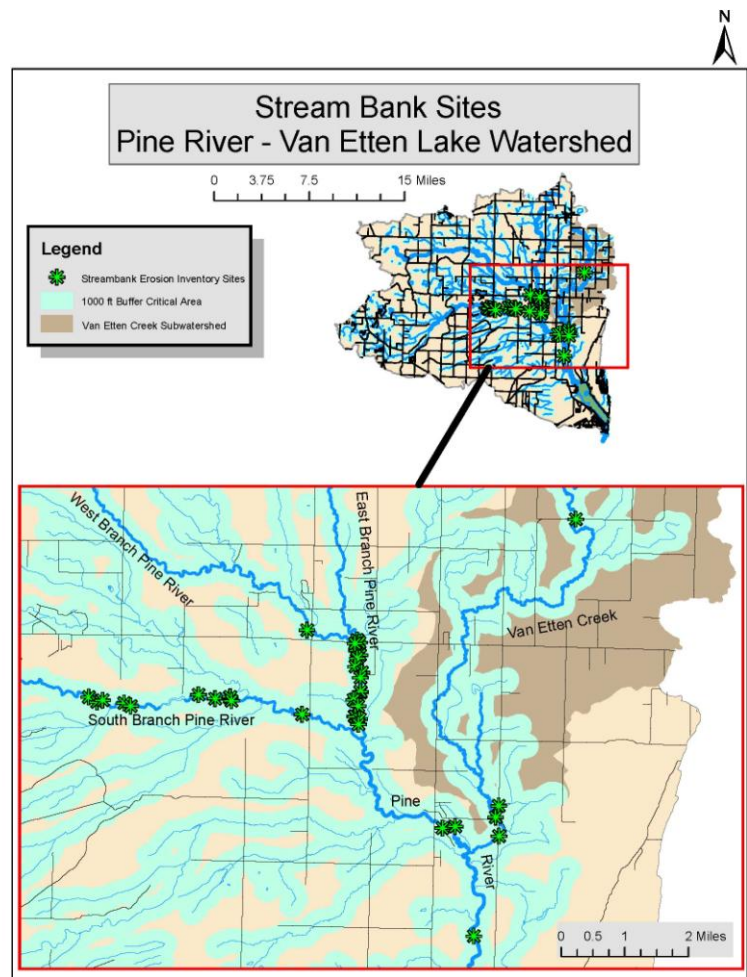 N
Stream Bank Sites
Pine River - Van Etten Lake Watershed
0 3.75 7.5 15 Miles
Legend
Streambank Erosion Inventory Sites
1000 ft Buffer Critical Area
Van Etten Creek Subwatershed
West Branch Pine River
East Branch Pine River
Van Etten Creek
South Branch Pine River
Pine
River
0 0.5 1 2 Miles